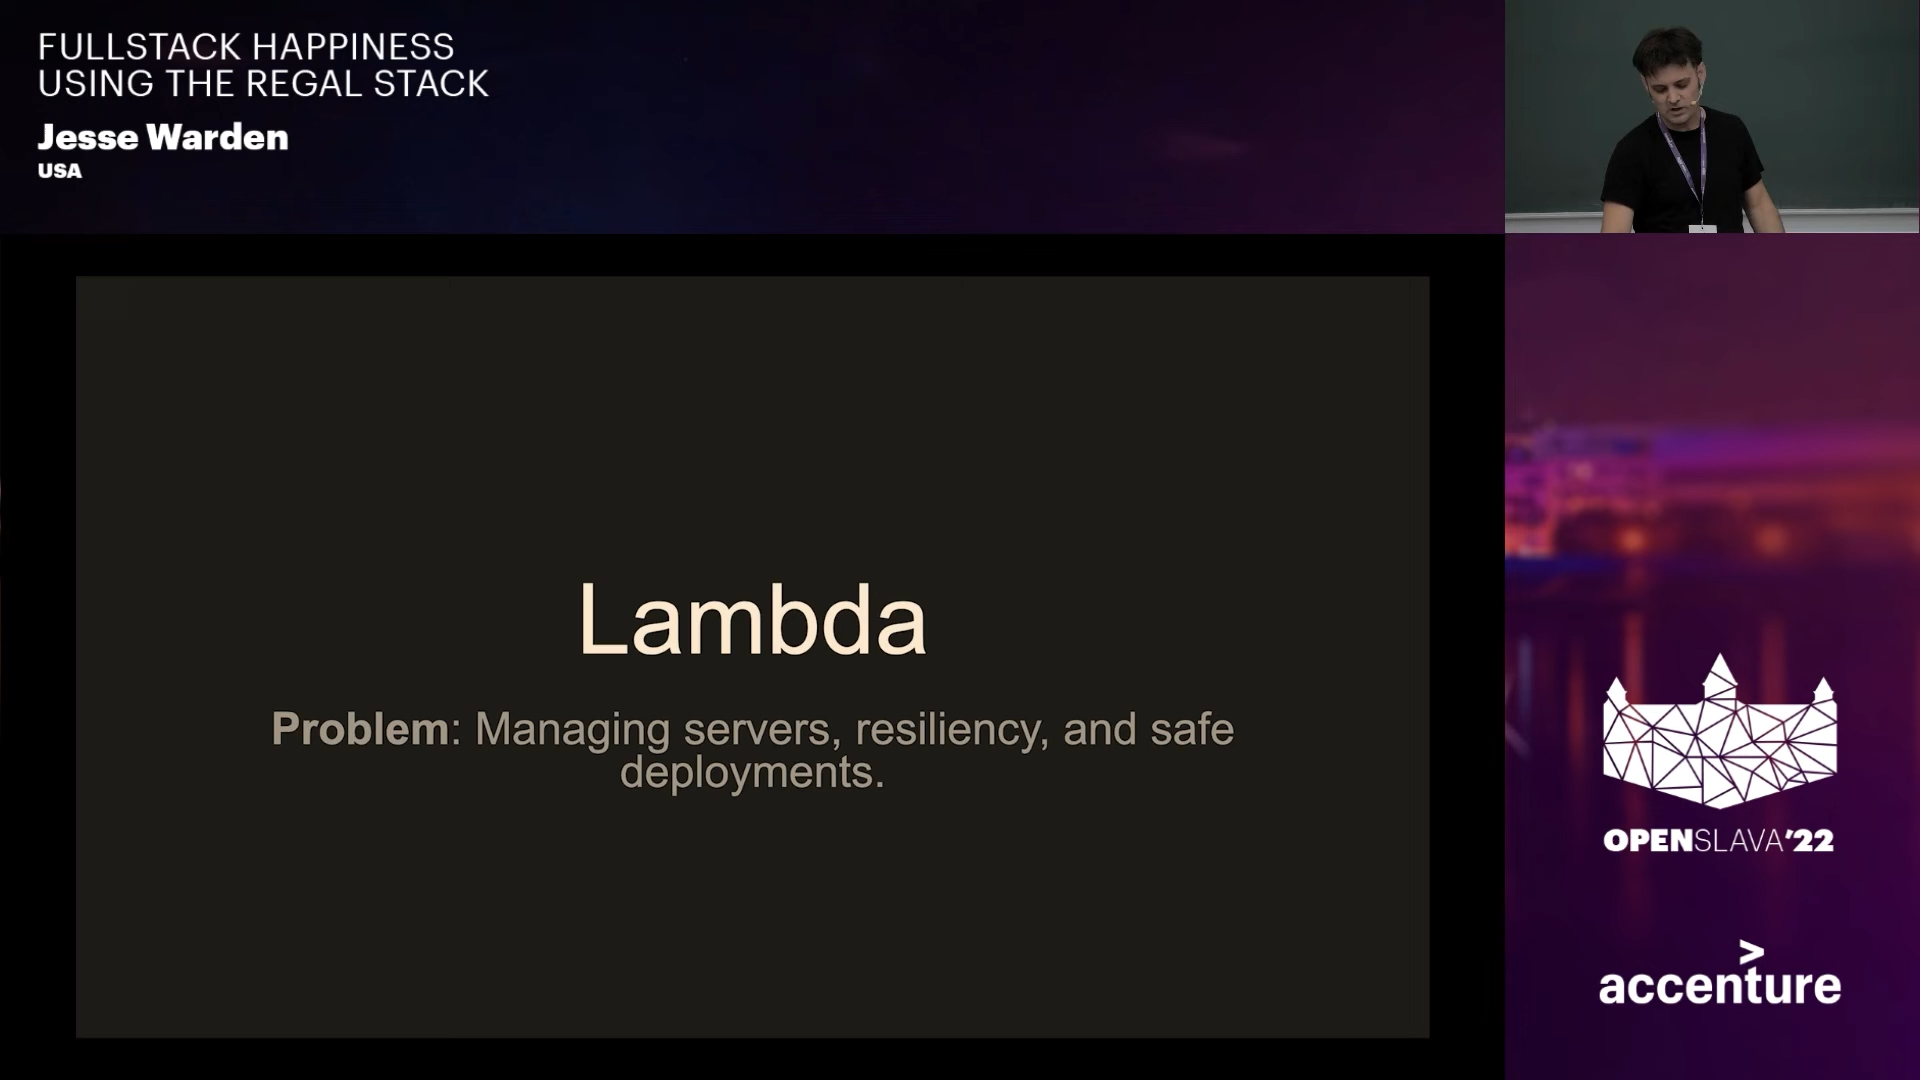 FULLSTACK HAPPINESS
USING THE REGAL STACK
Jesse Warden
USA
Lambda
Problem: Managing servers, resiliency, and safe
deployments.
OPENSLAVA'22
>
accenture